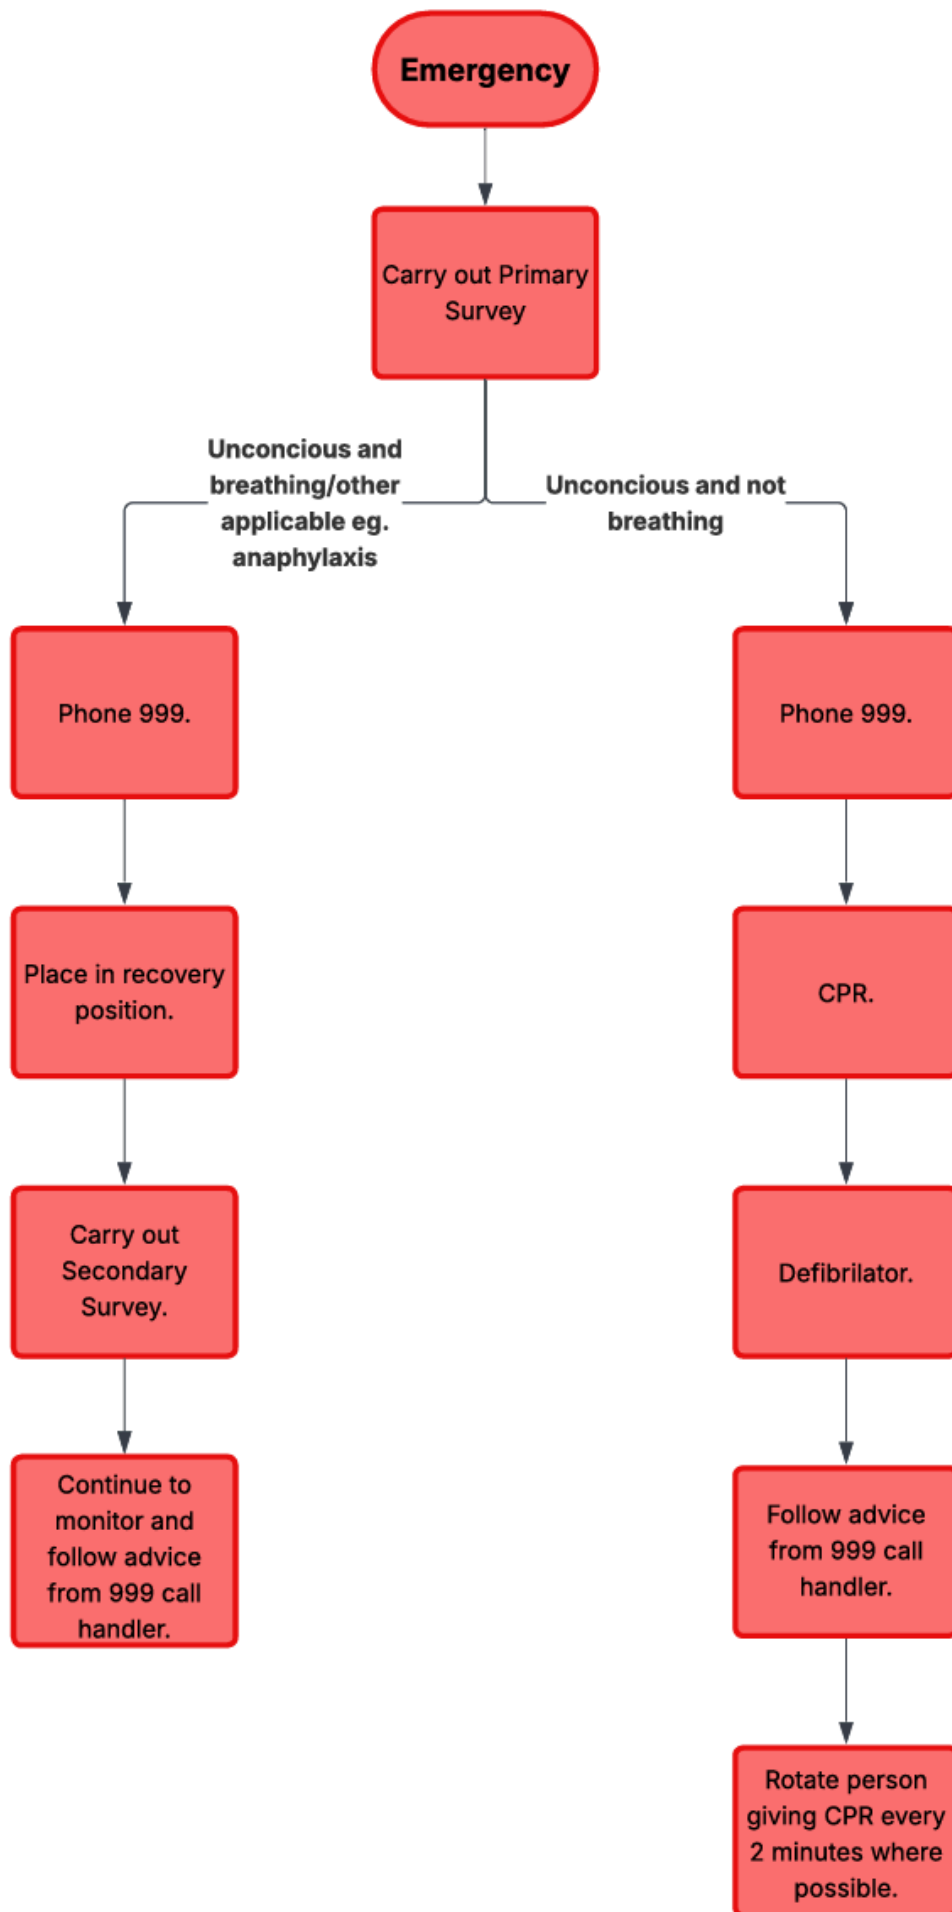 Emergency
Carry out Primary
Survey
Unconcious and
breathing/other
applicable eg.
anaphylaxis
Unconcious and not
breathing
Phone 999.
Phone 999.
Place in recovery
position.
CPR.
Carry out
Secondary
Survey.
Defibrilator.
Continue to
monitor and
follow advice
from 999 call
handler.
Follow advice
from 999 call
handler.
Rotate person
giving CPR every
2 minutes where
possible.